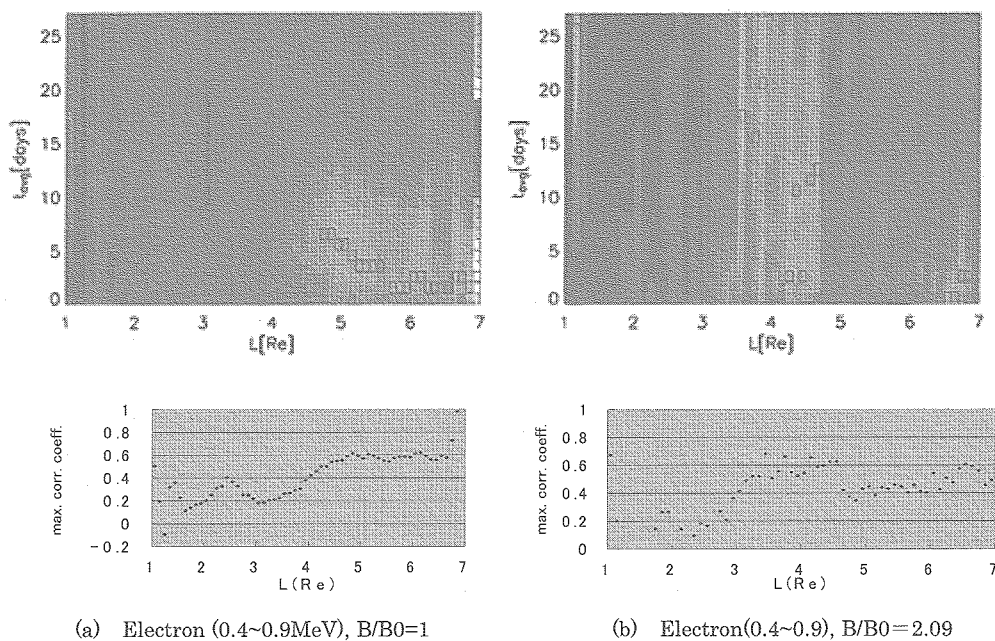 25
20
15
10
5
0
t_avg[days]
1 2 3 4 5 6 7
L[Re]
25
20
15
10
5
0
t_avg[days]
1 2 3 4 5 6 7
L[Re]
1
0.8
0.6
0.4
0.2
0
-0.2
max. corr. coeff.
1 2 3 4 5 6 7
L(Re)
1
0.8
0.6
0.4
0.2
0
max. corr. coeff.
1 2 3 4 5 6 7
L(Re)
(a) Electron (0.4~0.9MeV), B/B0=1
(b) Electron(0.4~0.9), B/B0=2.09